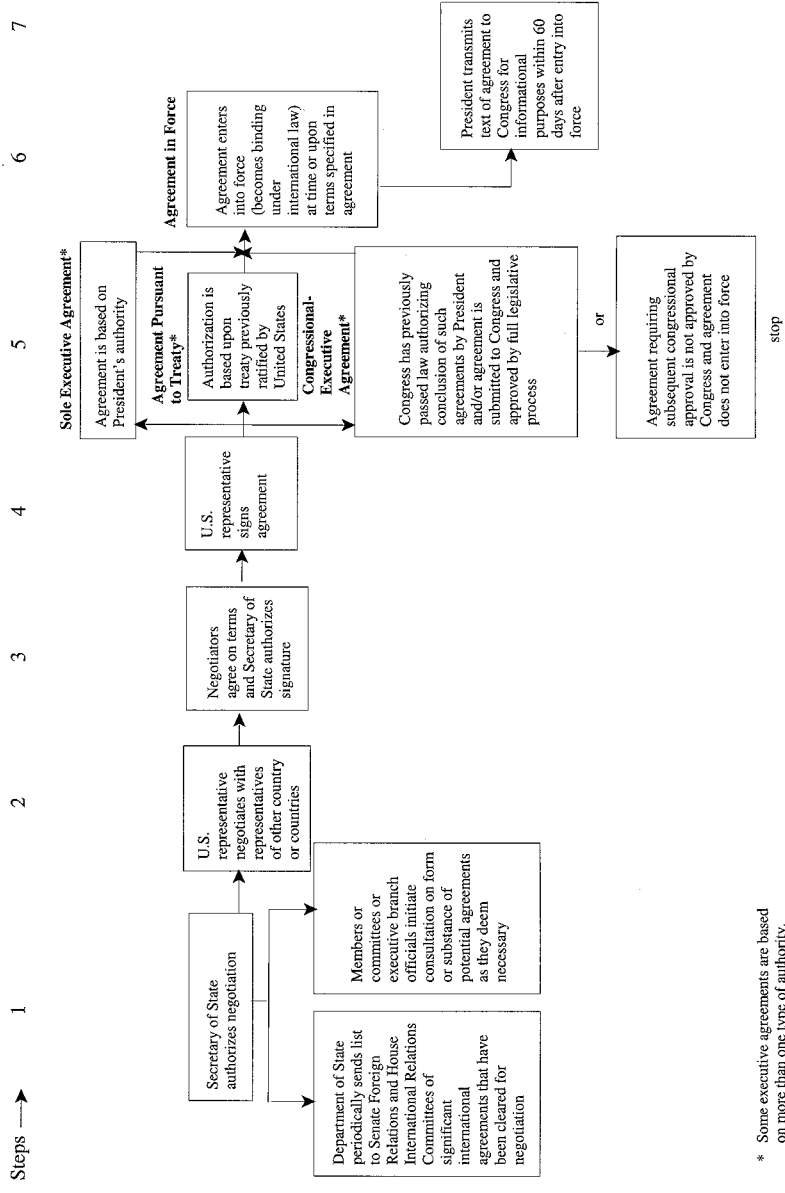 Steps
1
2
3
4
5
6
7
Secretary of State
authorizes negotiation
Department of State
periodically sends list
to Senate Foreign
Relations and House
International Relations
Committees of
significant
international
agreements that have
been cleared for
negotiation
Members or
committees or
executive branch
officials initiate
consultation on form
or substance of
potential agreements
as they deem
necessary
U.S.
representative
negotiates with
representatives
of other country
or countries
Negotiators
agree on terms
and Secretary of
State authorizes
signature
U.S.
representative
signs
agreement
Sole Executive Agreement*
Agreement is based on
President's authority
Agreement Pursuant
to Treaty*
Authorization is
based upon
treaty previously
ratified by
United States
Congressional-
Executive
Agreement*
Congress has previously
passed law authorizing
conclusion of such
agreements by President
and/or agreement is
submitted to Congress and
approved by full legislative
process
or
Agreement requiring
subsequent congressional
approval is not approved by
Congress and agreement
does not enter into force
stop
Agreement in Force
Agreement enters
into force
(becomes binding
under
international law)
at time or upon
terms specified in
agreement
President transmits
text of agreement to
Congress for
informational
purposes within 60
days after entry into
force
* Some executive agreements are based
on more than one type of authority.